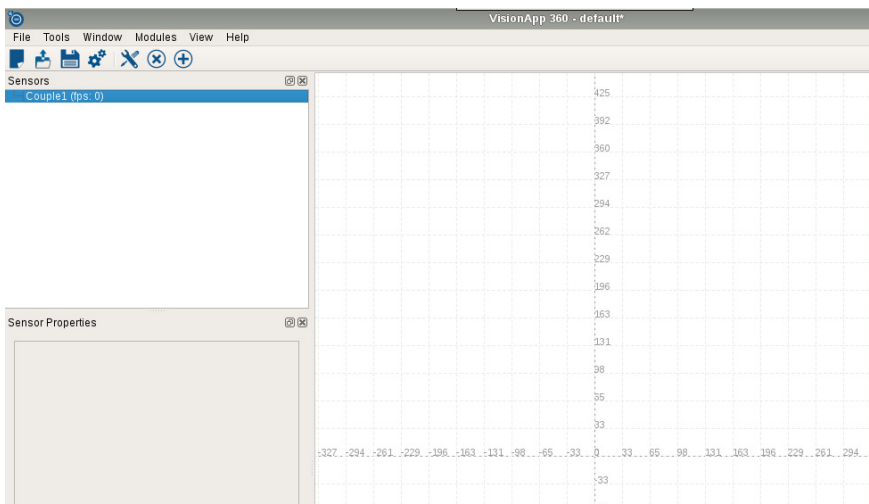 VisionApp 360 - default*
File Tools Window Modules View Help
Sensors
Couple1 (fps: 0)
Sensor Properties
425
392
360
327
294
262
229
196
163
131
98
65
33
-327 -294 -261 -229 -196 -163 -131 -98 -65 -33 0 33 65 98 131 163 196 229 261 294
-33